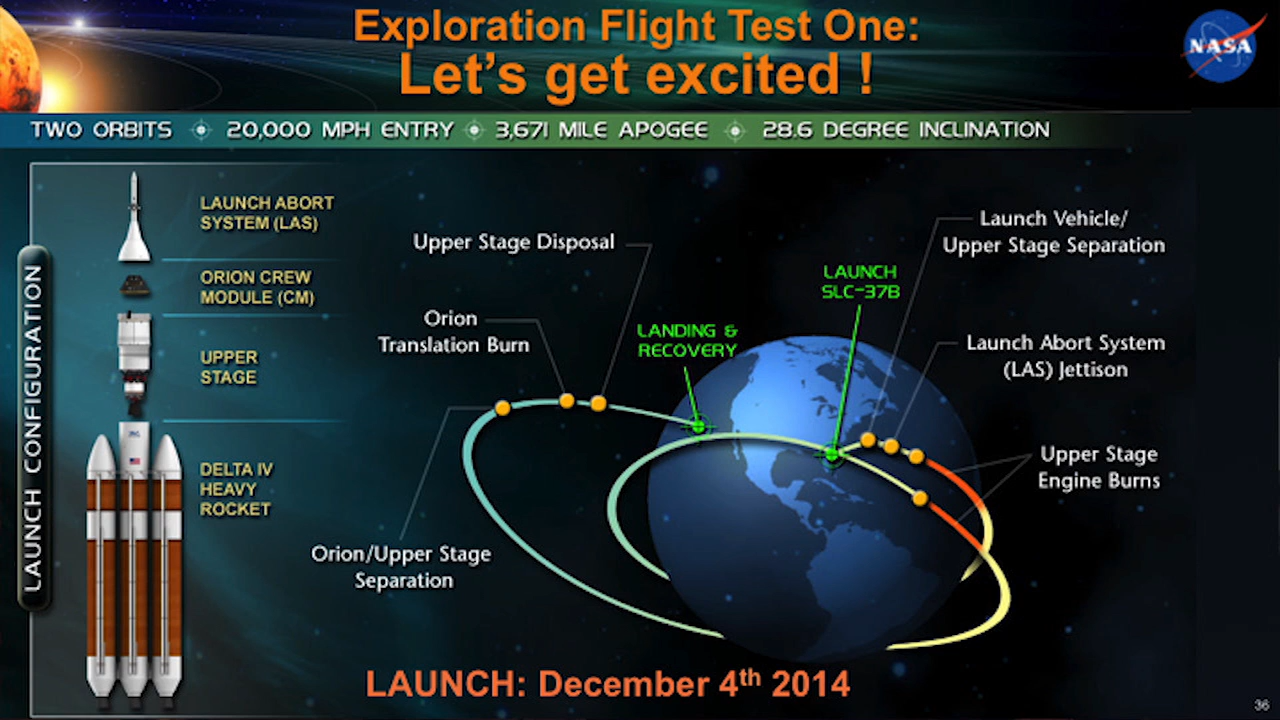 Exploration Flight Test One:
Let's get excited !
NASA
TWO ORBITS 20,000 MPH ENTRY 3,671 MILE APOGEE 28.6 DEGREE INCLINATION
LAUNCH CONFIGURATION
LAUNCH ABORT
SYSTEM (LAS)
ORION CREW
MODULE (CM)
UPPER
STAGE
DELTA IV
HEAVY
ROCKET
Upper Stage Disposal
Orion
Translation Burn
LANDING &
RECOVERY
LAUNCH
SLC-37B
Launch Vehicle/
Upper Stage Separation
Launch Abort System
(LAS) Jettison
Upper Stage
Engine Burns
Orion/Upper Stage
Separation
LAUNCH: December 4th 2014
36